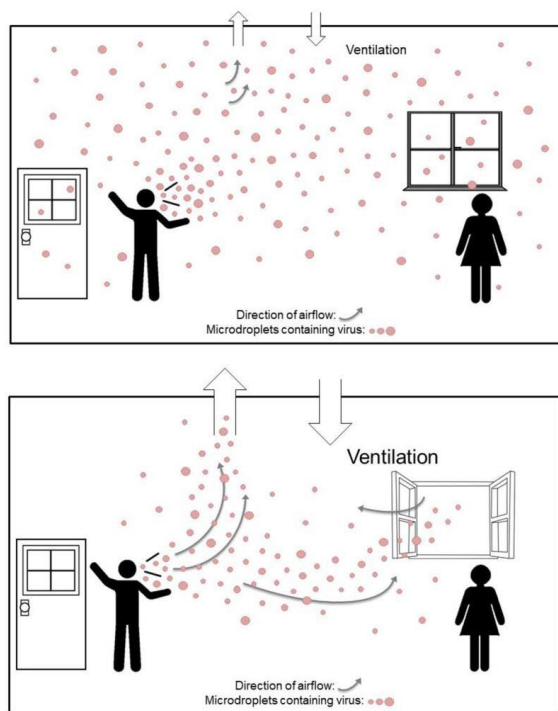 Ventilation
Direction of airflow:
Microdroplets containing virus:
Ventilation
Direction of airflow:
Microdroplets containing virus: